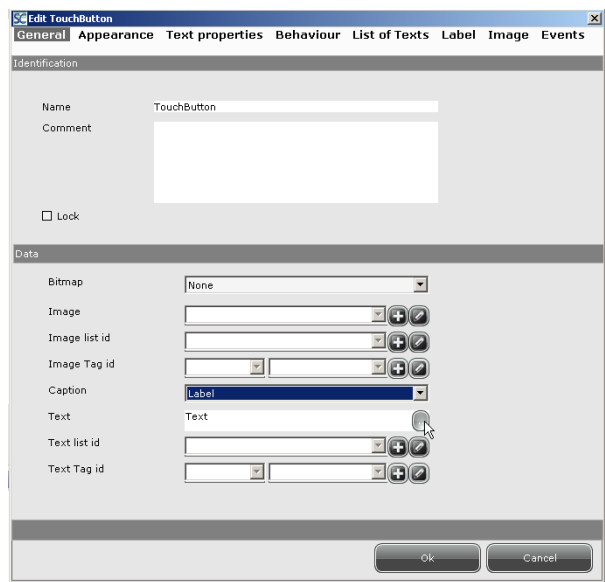 SC Edit TouchButton
General Appearance Text properties Behaviour List of Texts Label Image Events
Identification
Name TouchButton
Comment
Lock
Data
Bitmap None
Image
Image list id
Image Tag id
Caption Label
Text Text
Text list id
Text Tag id
Ok Cancel